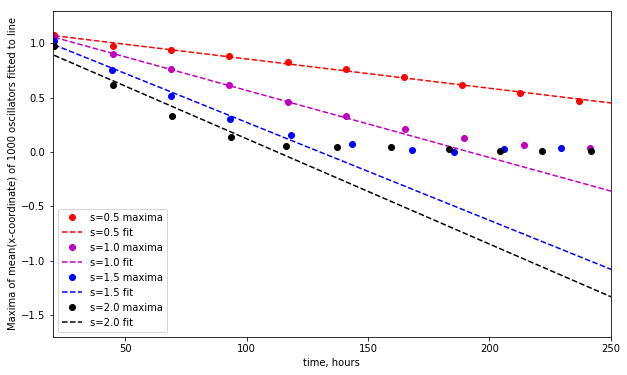 Maxima of mean(x-coordinate) of 1000 oscillators fitted to line
1.0
0.5
0.0
−0.5
−1.0
−1.5
s=0.5 maxima
s=0.5 fit
s=1.0 maxima
s=1.0 fit
s=1.5 maxima
s=1.5 fit
s=2.0 maxima
s=2.0 fit
50
100
150
200
250
time, hours